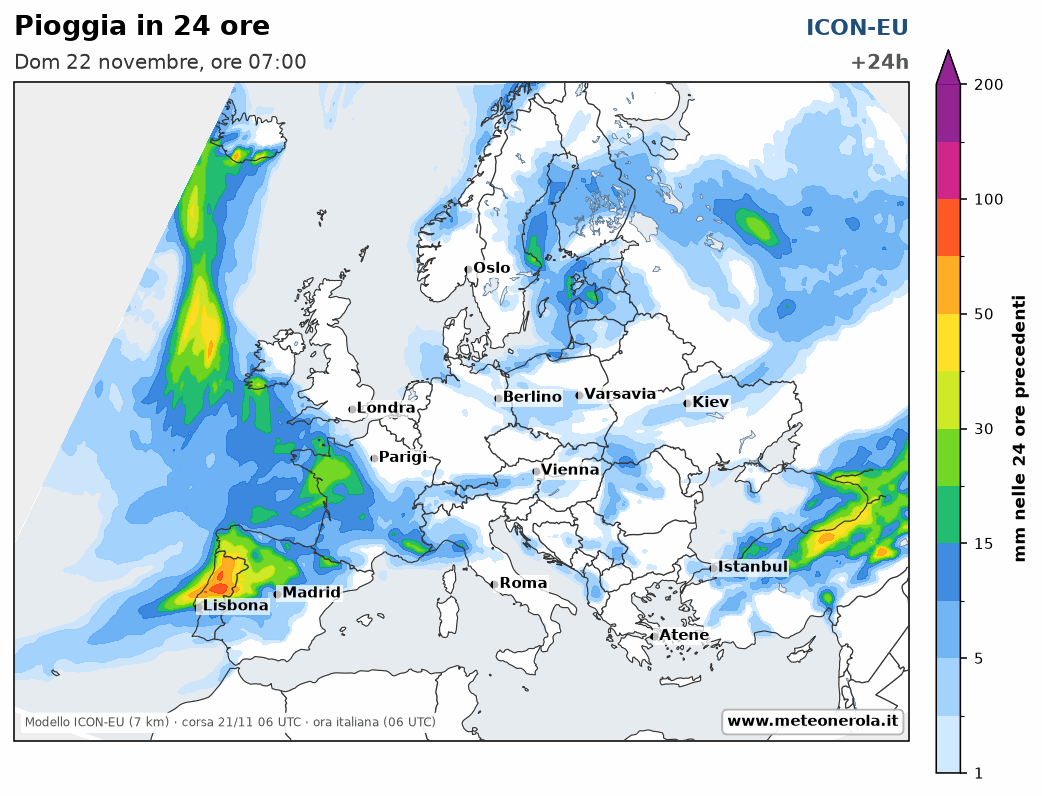 Pioggia in 24 ore
ICON-EU
Dom 22 novembre, ore 07:00
+24h
200
100
50
30
15
5
1
mm nelle 24 ore precedenti
Oslo
Londra
Berlino
Varsavia
Kiev
Parigi
Vienna
Istanbul
Roma
Madrid
Lisbona
Atene
Modello ICON-EU (7 km) · corsa 21/11 06 UTC · ora italiana (06 UTC)
www.meteonerola.it